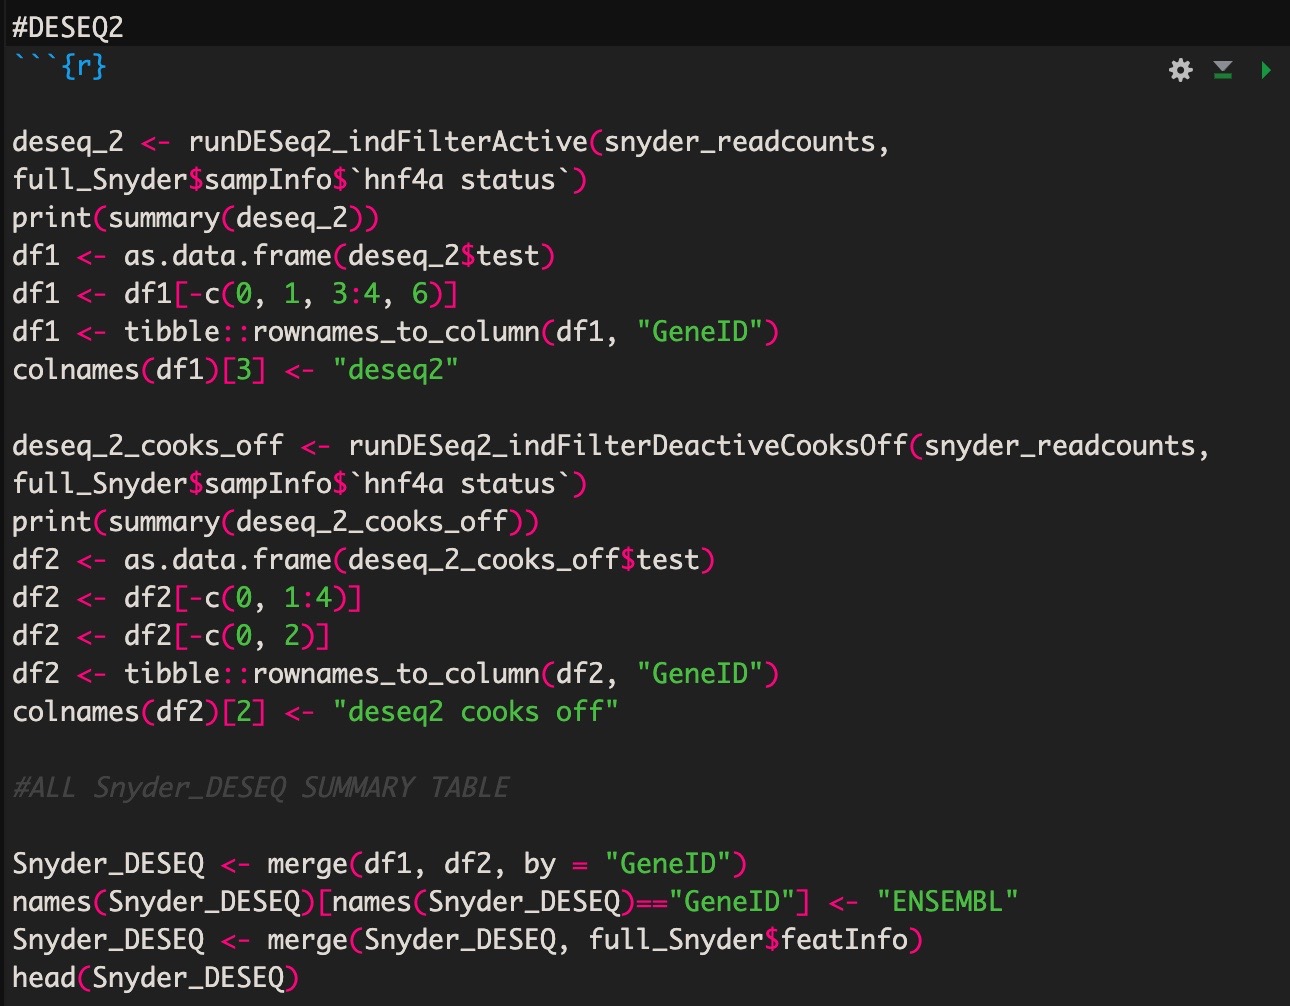 #DESEQ2
```{r}
deseq_2 <- runDESeq2_indFilterActive(snyder_readcounts,
full_Snyder$sampInfo$`hnf4a status`)
print(summary(deseq_2))
df1 <- as.data.frame(deseq_2$test)
df1 <- df1[-c(0, 1, 3:4, 6)]
df1 <- tibble::rownames_to_column(df1, "GeneID")
colnames(df1)[3] <- "deseq2"
deseq_2_cooks_off <- runDESeq2_indFilterDeactiveCooksOff(snyder_readcounts,
full_Snyder$sampInfo$`hnf4a status`)
print(summary(deseq_2_cooks_off))
df2 <- as.data.frame(deseq_2_cooks_off$test)
df2 <- df2[-c(0, 1:4)]
df2 <- df2[-c(0, 2)]
df2 <- tibble::rownames_to_column(df2, "GeneID")
colnames(df2)[2] <- "deseq2 cooks off"
#ALL Snyder_DESEQ SUMMARY TABLE
Snyder_DESEQ <- merge(df1, df2, by = "GeneID")
names(Snyder_DESEQ)[names(Snyder_DESEQ)=="GeneID"] <- "ENSEMBL"
Snyder_DESEQ <- merge(Snyder_DESEQ, full_Snyder$featInfo)
head(Snyder_DESEQ)